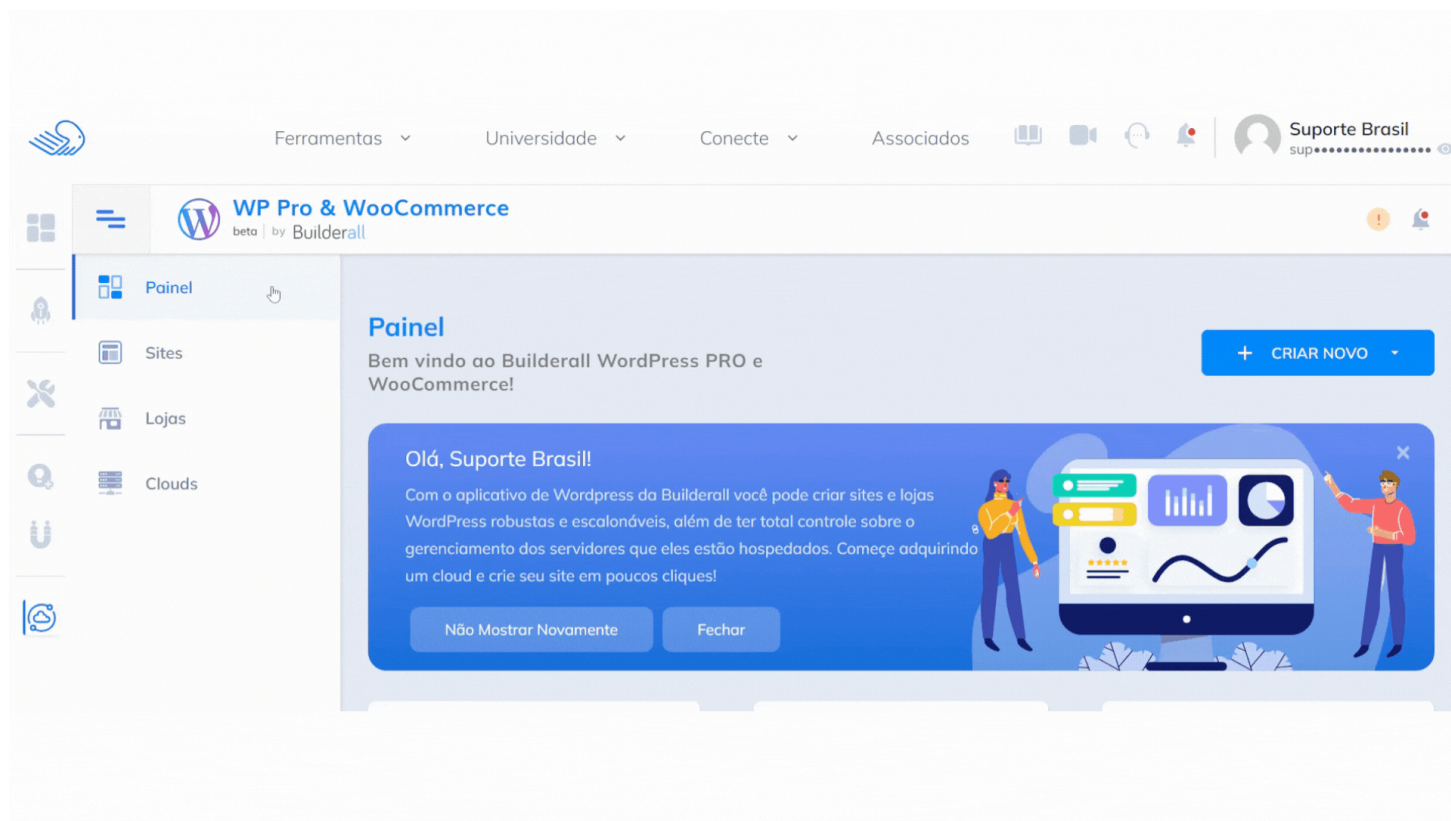 Ferramentas
Universidade
Conecte
Associados
Suporte Brasil
sup••••••••••••••••
WP Pro & WooCommerce
beta | by Builderall
Painel
Sites
Lojas
Clouds
Painel
Bem vindo ao Builderall WordPress PRO e
WooCommerce!
+ CRIAR NOVO
Olá, Suporte Brasil!
Com o aplicativo de Wordpress da Builderall você pode criar sites e lojas
WordPress robustas e escalonáveis, além de ter total controle sobre o
gerenciamento dos servidores que eles estão hospedados. Começe adquirindo
um cloud e crie seu site em poucos cliques!
Não Mostrar Novamente
Fechar